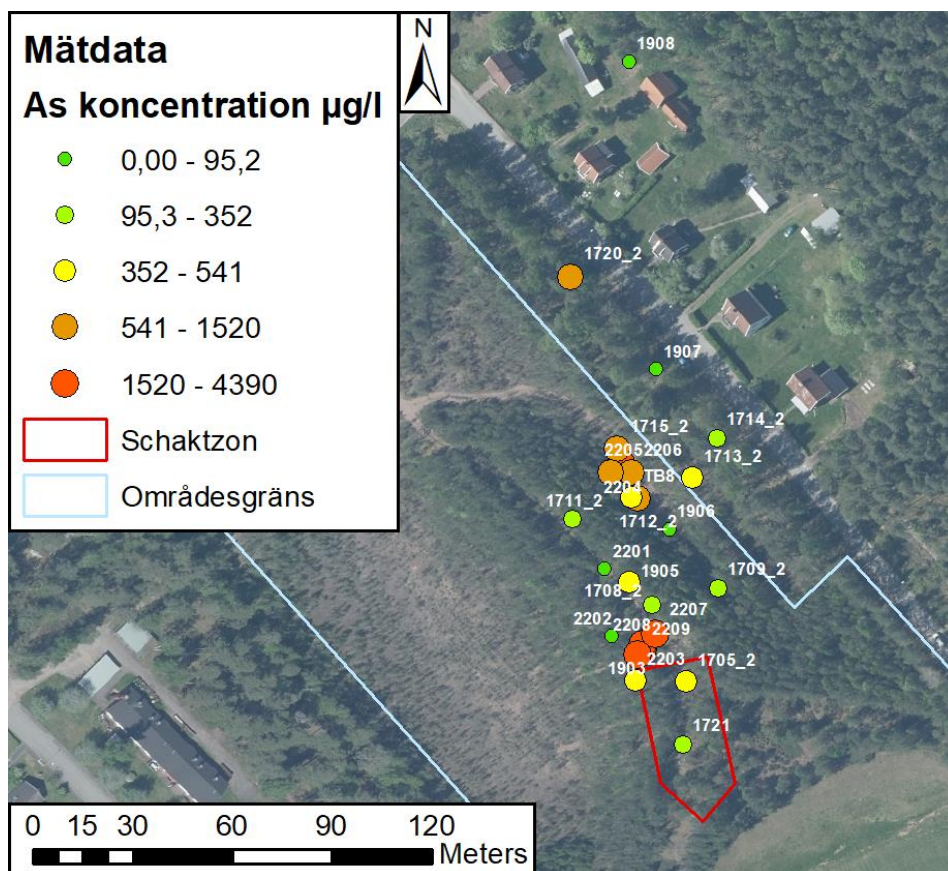 Mätdata
As koncentration µg/l
0,00 - 95,2
95,3 - 352
352 - 541
541 - 1520
1520 - 4390
Schaktzon
Områdesgräns
N
1908
1720_2
1907
1715_2
1714_2
2205 2206
1713_2
TB8
2204
1711_2
1712_2
1906
2201
1905
1709_2
1708_2
2207
2202
2208
2209
2203
1705_2
1903
1721
0 15 30 60 90 120
Meters